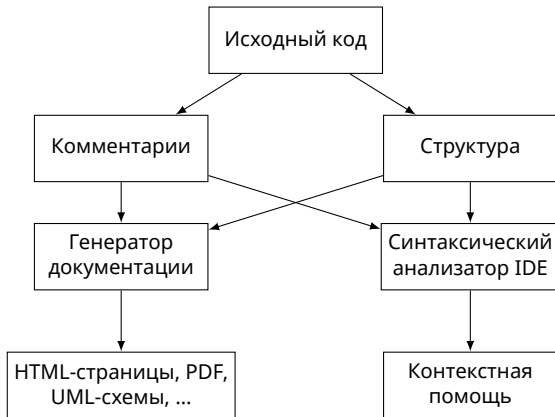 Исходный код
Комментарии
Структура
Генератор
документации
Синтаксический
анализатор IDE
HTML-страницы, PDF,
UML-схемы, ...
Контекстная
помощь